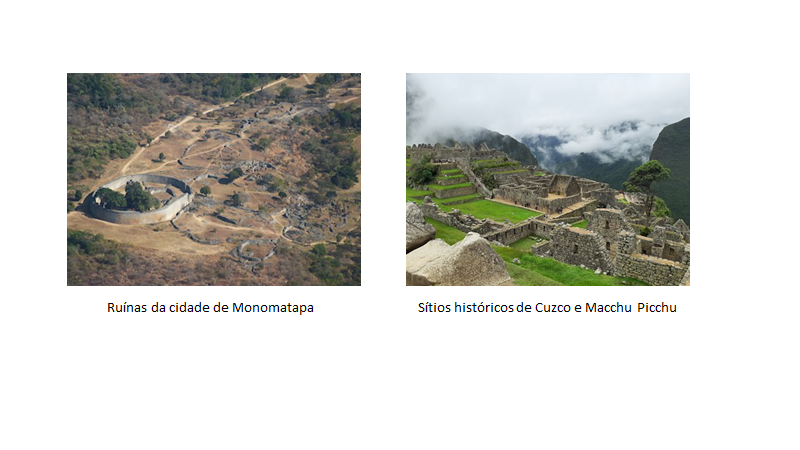 Ruínas da cidade de Monomatapa
Sítios históricos de Cuzco e Macchu Picchu